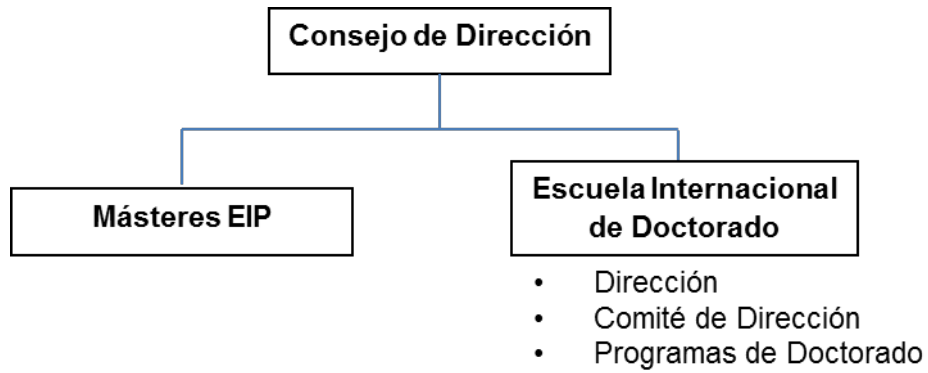 Consejo de Dirección
Másteres EIP
Escuela Internacional
de Doctorado
• Dirección
• Comité de Dirección
• Programas de Doctorado